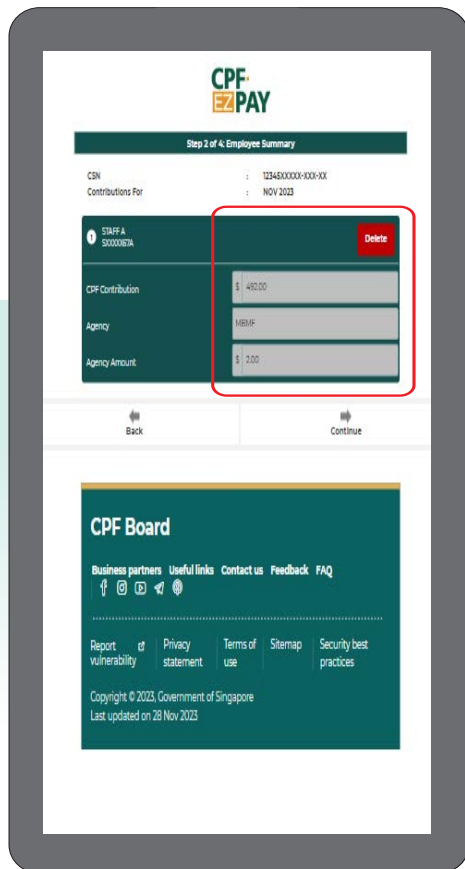 CPF
EZ PAY
Step 2 of 4: Employee Summary
CSN : 12345XXXXX-XXX-XX
Contributions For : NOV 2023
1 STAFF A
SXXXX067A
Delete
CPF Contribution $ 492.00
Agency MBMF
Agency Amount $ 2.00
Back Continue
CPF Board
Business partners Useful links Contact us Feedback FAQ
Report vulnerability
Privacy statement
Terms of use
Sitemap
Security best practices
Copyright © 2023, Government of Singapore
Last updated on 28 Nov 2023